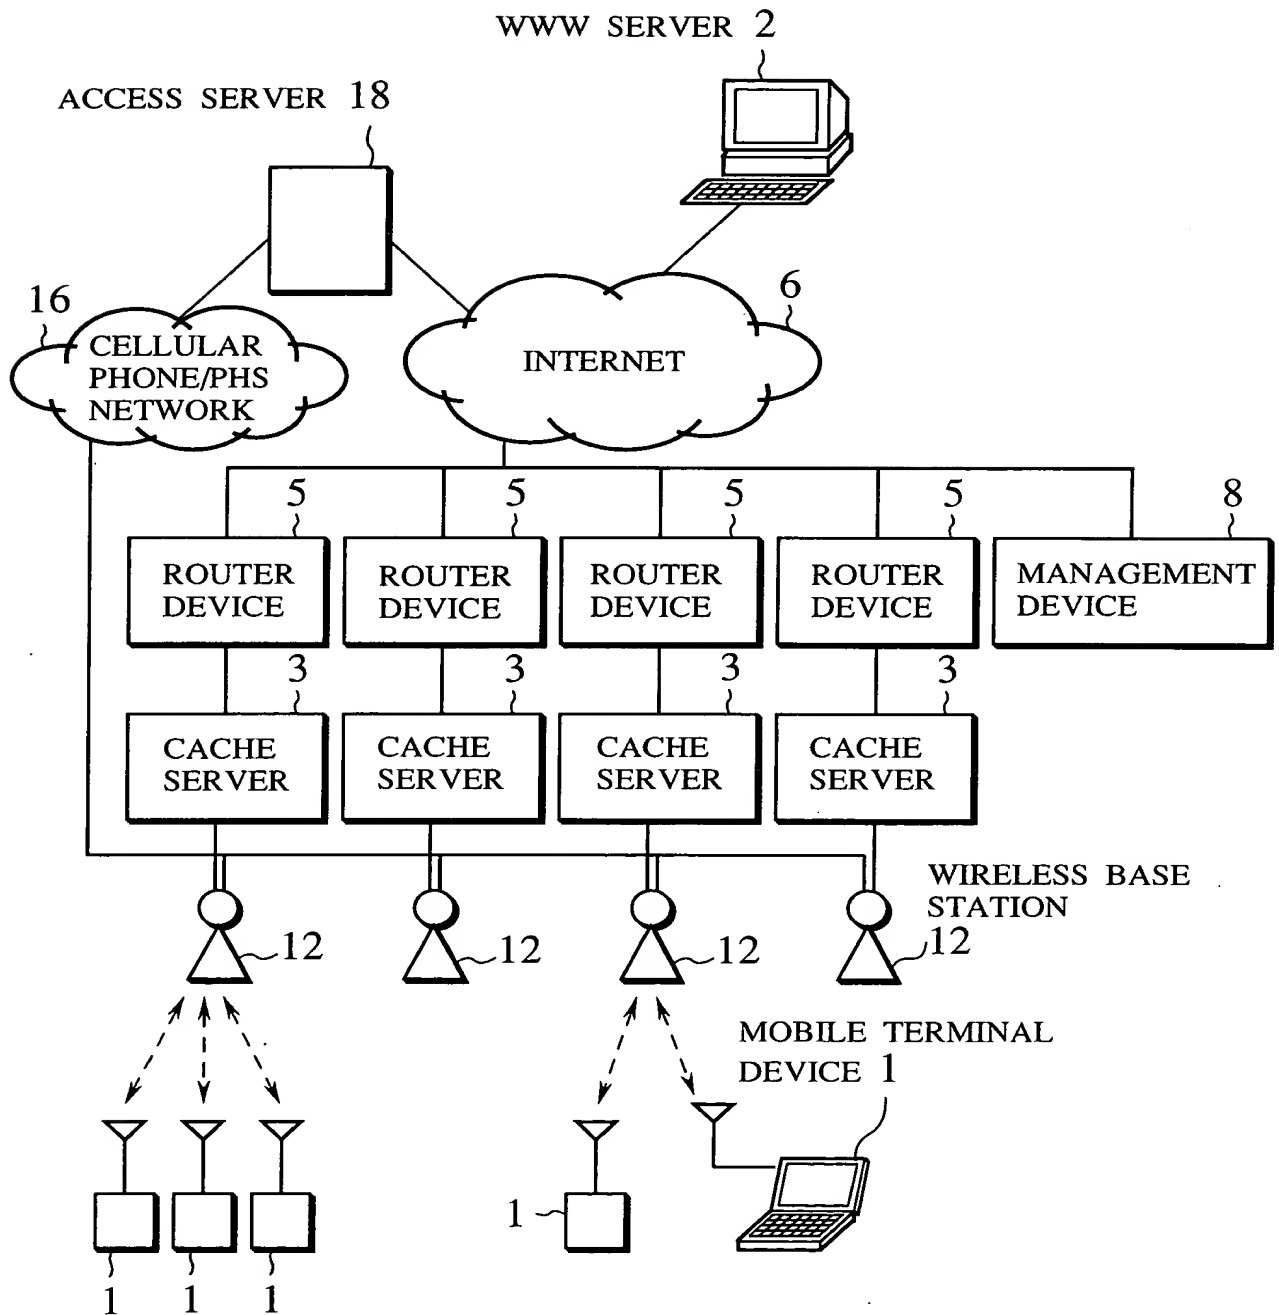 WWW SERVER 2
ACCESS SERVER 18
16
6
CELLULAR
PHONE/PHS
NETWORK
INTERNET
5 5 5 5 8
ROUTER
DEVICE
ROUTER
DEVICE
ROUTER
DEVICE
ROUTER
DEVICE
MANAGEMENT
DEVICE
3 3 3 3
CACHE
SERVER
CACHE
SERVER
CACHE
SERVER
CACHE
SERVER
WIRELESS BASE
STATION
12 12 12 12
MOBILE TERMINAL
DEVICE 1
1
1 1 1